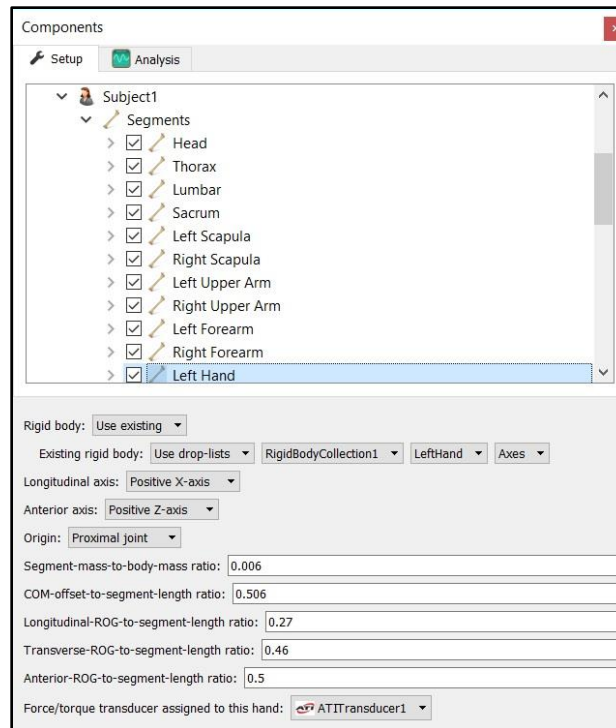 Components
Setup Analysis
Subject1
Segments
Head
Thorax
Lumbar
Sacrum
Left Scapula
Right Scapula
Left Upper Arm
Right Upper Arm
Left Forearm
Right Forearm
Left Hand
Rigid body: Use existing
Existing rigid body: Use drop-lists RigidBodyCollection1 LeftHand Axes
Longitudinal axis: Positive X-axis
Anterior axis: Positive Z-axis
Origin: Proximal joint
Segment-mass-to-body-mass ratio: 0.006
COM-offset-to-segment-length ratio: 0.506
Longitudinal-ROG-to-segment-length ratio: 0.27
Transverse-ROG-to-segment-length ratio: 0.46
Anterior-ROG-to-segment-length ratio: 0.5
Force/torque transducer assigned to this hand: ATI ATITransducer1